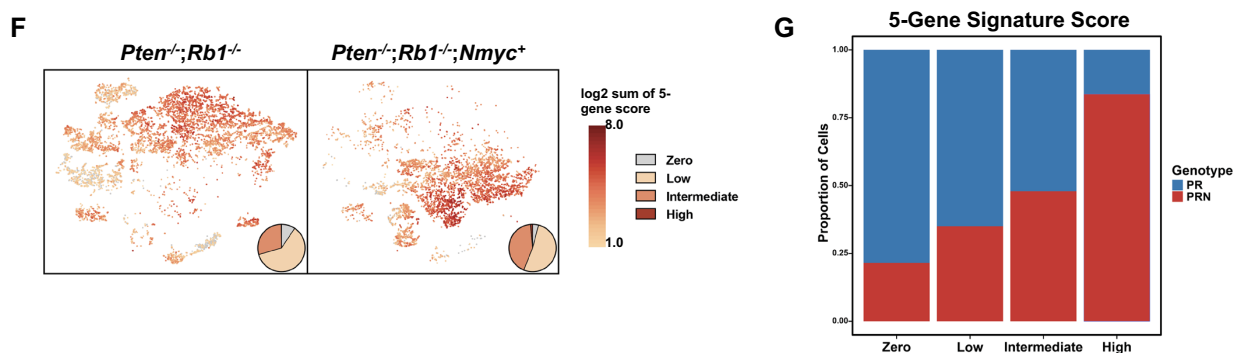 F
Pten-/-;Rb1-/-
Pten-/-;Rb1-/-;Nmyc+
log2 sum of 5-
gene score
8.0
1.0
Zero
Low
Intermediate
High
G
5-Gene Signature Score
Proportion of Cells
1.00
0.75
0.50
0.25
0.00
Zero
Low
Intermediate
High
Genotype
PR
PRN